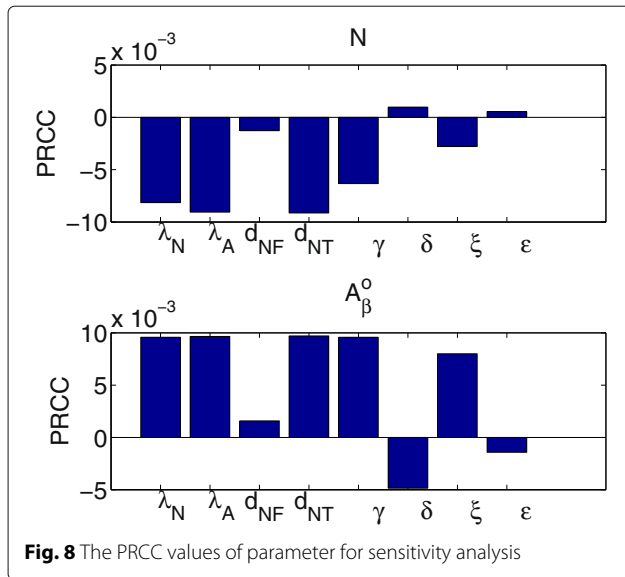 N
× 10⁻³
5
0
−5
−10
PRCC
λ_N λ_A d_NF d_NT γ δ ξ ε
A_β^o
× 10⁻³
10
5
0
−5
PRCC
λ_N λ_A d_NF d_NT γ δ ξ ε
Fig. 8 The PRCC values of parameter for sensitivity analysis